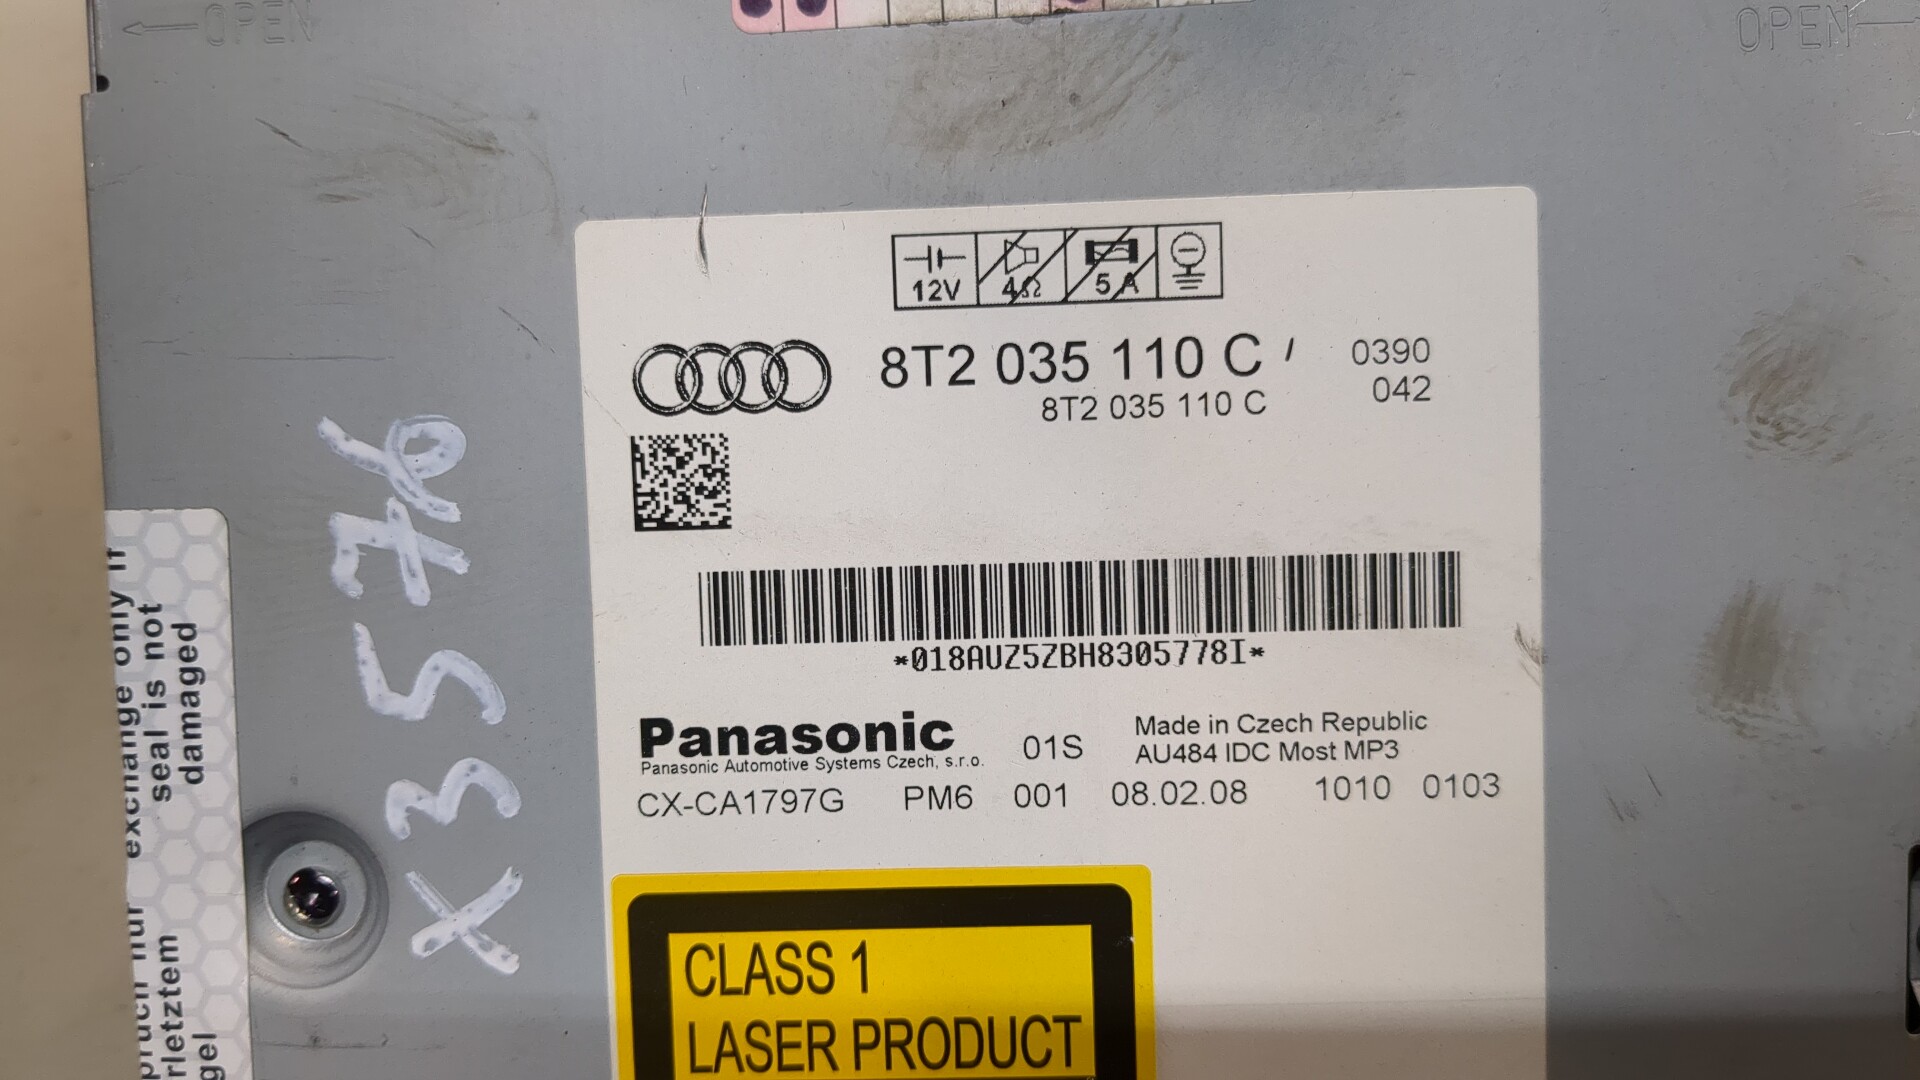 OPEN
OPEN
12V 4Ω 5 A
8T2 035 110 C ' 0390
8T2 035 110 C 042
*018AUZ5ZBH8305778I*
Panasonic 01S Made in Czech Republic
Panasonic Automotive Systems Czech, s.r.o. AU484 IDC Most MP3
CX-CA1797G PM6 001 08.02.08 1010 0103
CLASS 1
LASER PRODUCT
X3576
exchange only if
seal is not
damaged
nur
rletztem
gel